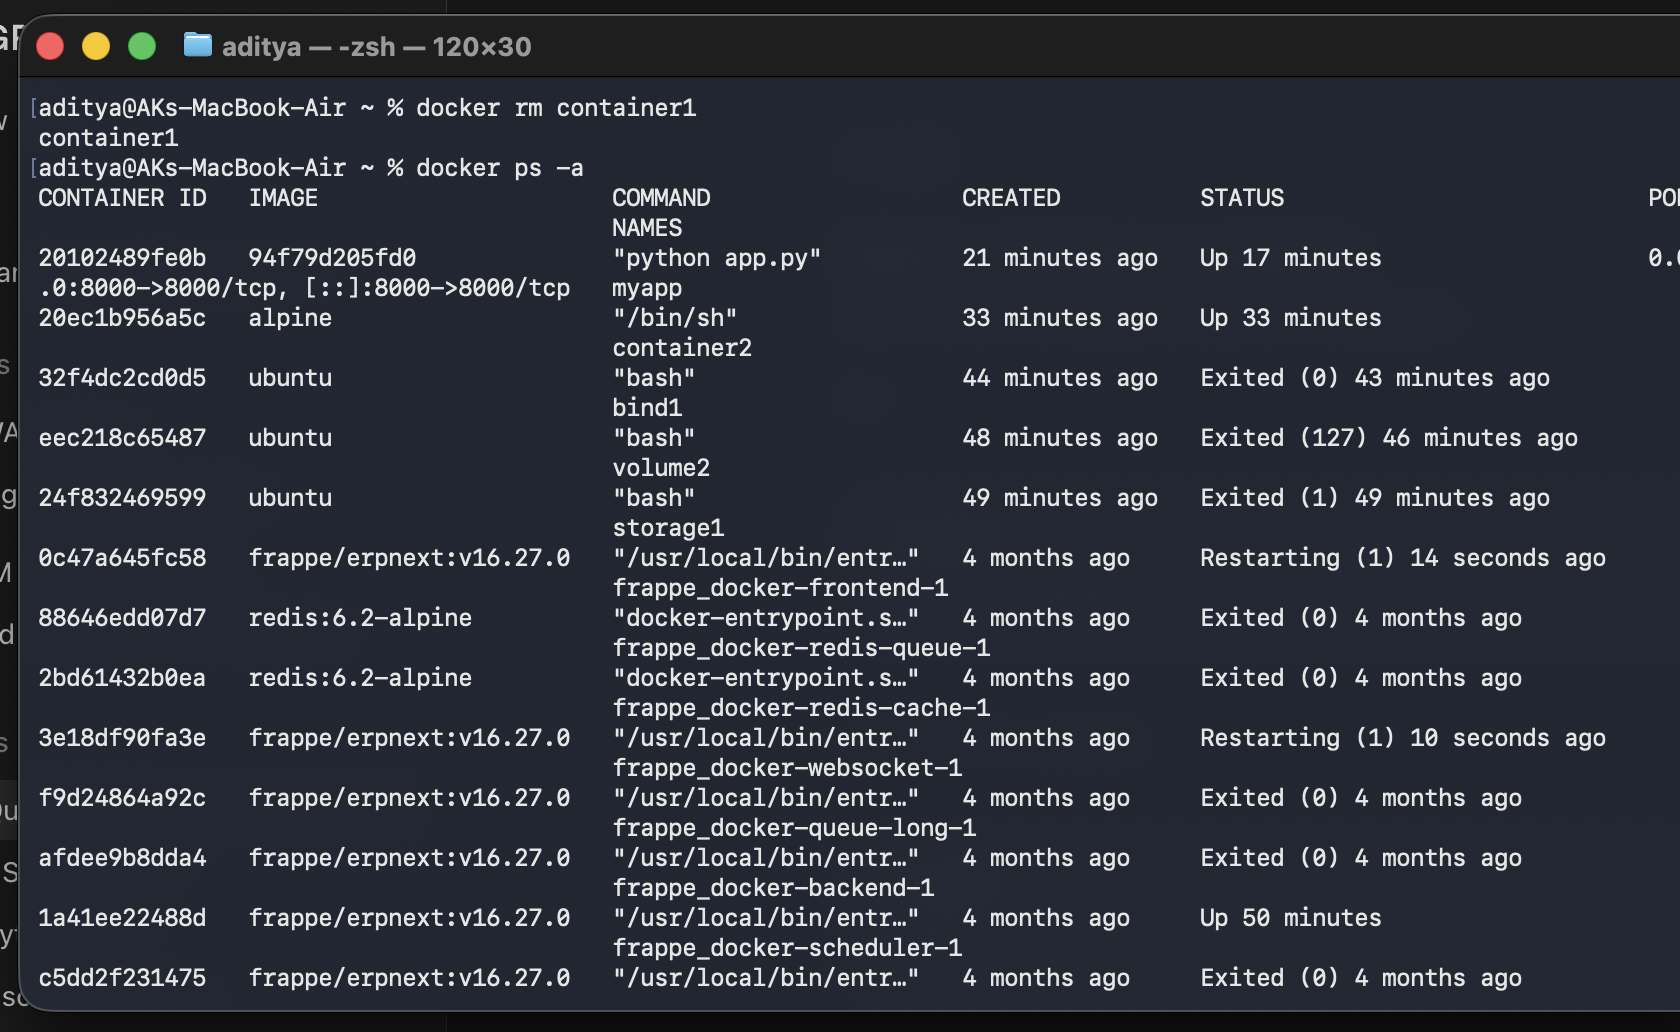 aditya — -zsh — 120×30
[aditya@AKs-MacBook-Air ~ % docker rm container1
container1
[aditya@AKs-MacBook-Air ~ % docker ps -a
CONTAINER ID   IMAGE                     COMMAND                  CREATED          STATUS
NAMES
20102489fe0b   94f79d205fd0              "python app.py"          21 minutes ago   Up 17 minutes
.0:8000->8000/tcp, [::]:8000->8000/tcp   myapp
20ec1b956a5c   alpine                    "/bin/sh"                33 minutes ago   Up 33 minutes
container2
32f4dc2cd0d5   ubuntu                    "bash"                   44 minutes ago   Exited (0) 43 minutes ago
bind1
eec218c65487   ubuntu                    "bash"                   48 minutes ago   Exited (127) 46 minutes ago
volume2
24f832469599   ubuntu                    "bash"                   49 minutes ago   Exited (1) 49 minutes ago
storage1
0c47a645fc58   frappe/erpnext:v16.27.0   "/usr/local/bin/entr…"   4 months ago     Restarting (1) 14 seconds ago
frappe_docker-frontend-1
88646edd07d7   redis:6.2-alpine          "docker-entrypoint.s…"   4 months ago     Exited (0) 4 months ago
frappe_docker-redis-queue-1
2bd61432b0ea   redis:6.2-alpine          "docker-entrypoint.s…"   4 months ago     Exited (0) 4 months ago
frappe_docker-redis-cache-1
3e18df90fa3e   frappe/erpnext:v16.27.0   "/usr/local/bin/entr…"   4 months ago     Restarting (1) 10 seconds ago
frappe_docker-websocket-1
f9d24864a92c   frappe/erpnext:v16.27.0   "/usr/local/bin/entr…"   4 months ago     Exited (0) 4 months ago
frappe_docker-queue-long-1
afdee9b8dda4   frappe/erpnext:v16.27.0   "/usr/local/bin/entr…"   4 months ago     Exited (0) 4 months ago
frappe_docker-backend-1
1a41ee22488d   frappe/erpnext:v16.27.0   "/usr/local/bin/entr…"   4 months ago     Up 50 minutes
frappe_docker-scheduler-1
c5dd2f231475   frappe/erpnext:v16.27.0   "/usr/local/bin/entr…"   4 months ago     Exited (0) 4 months ago